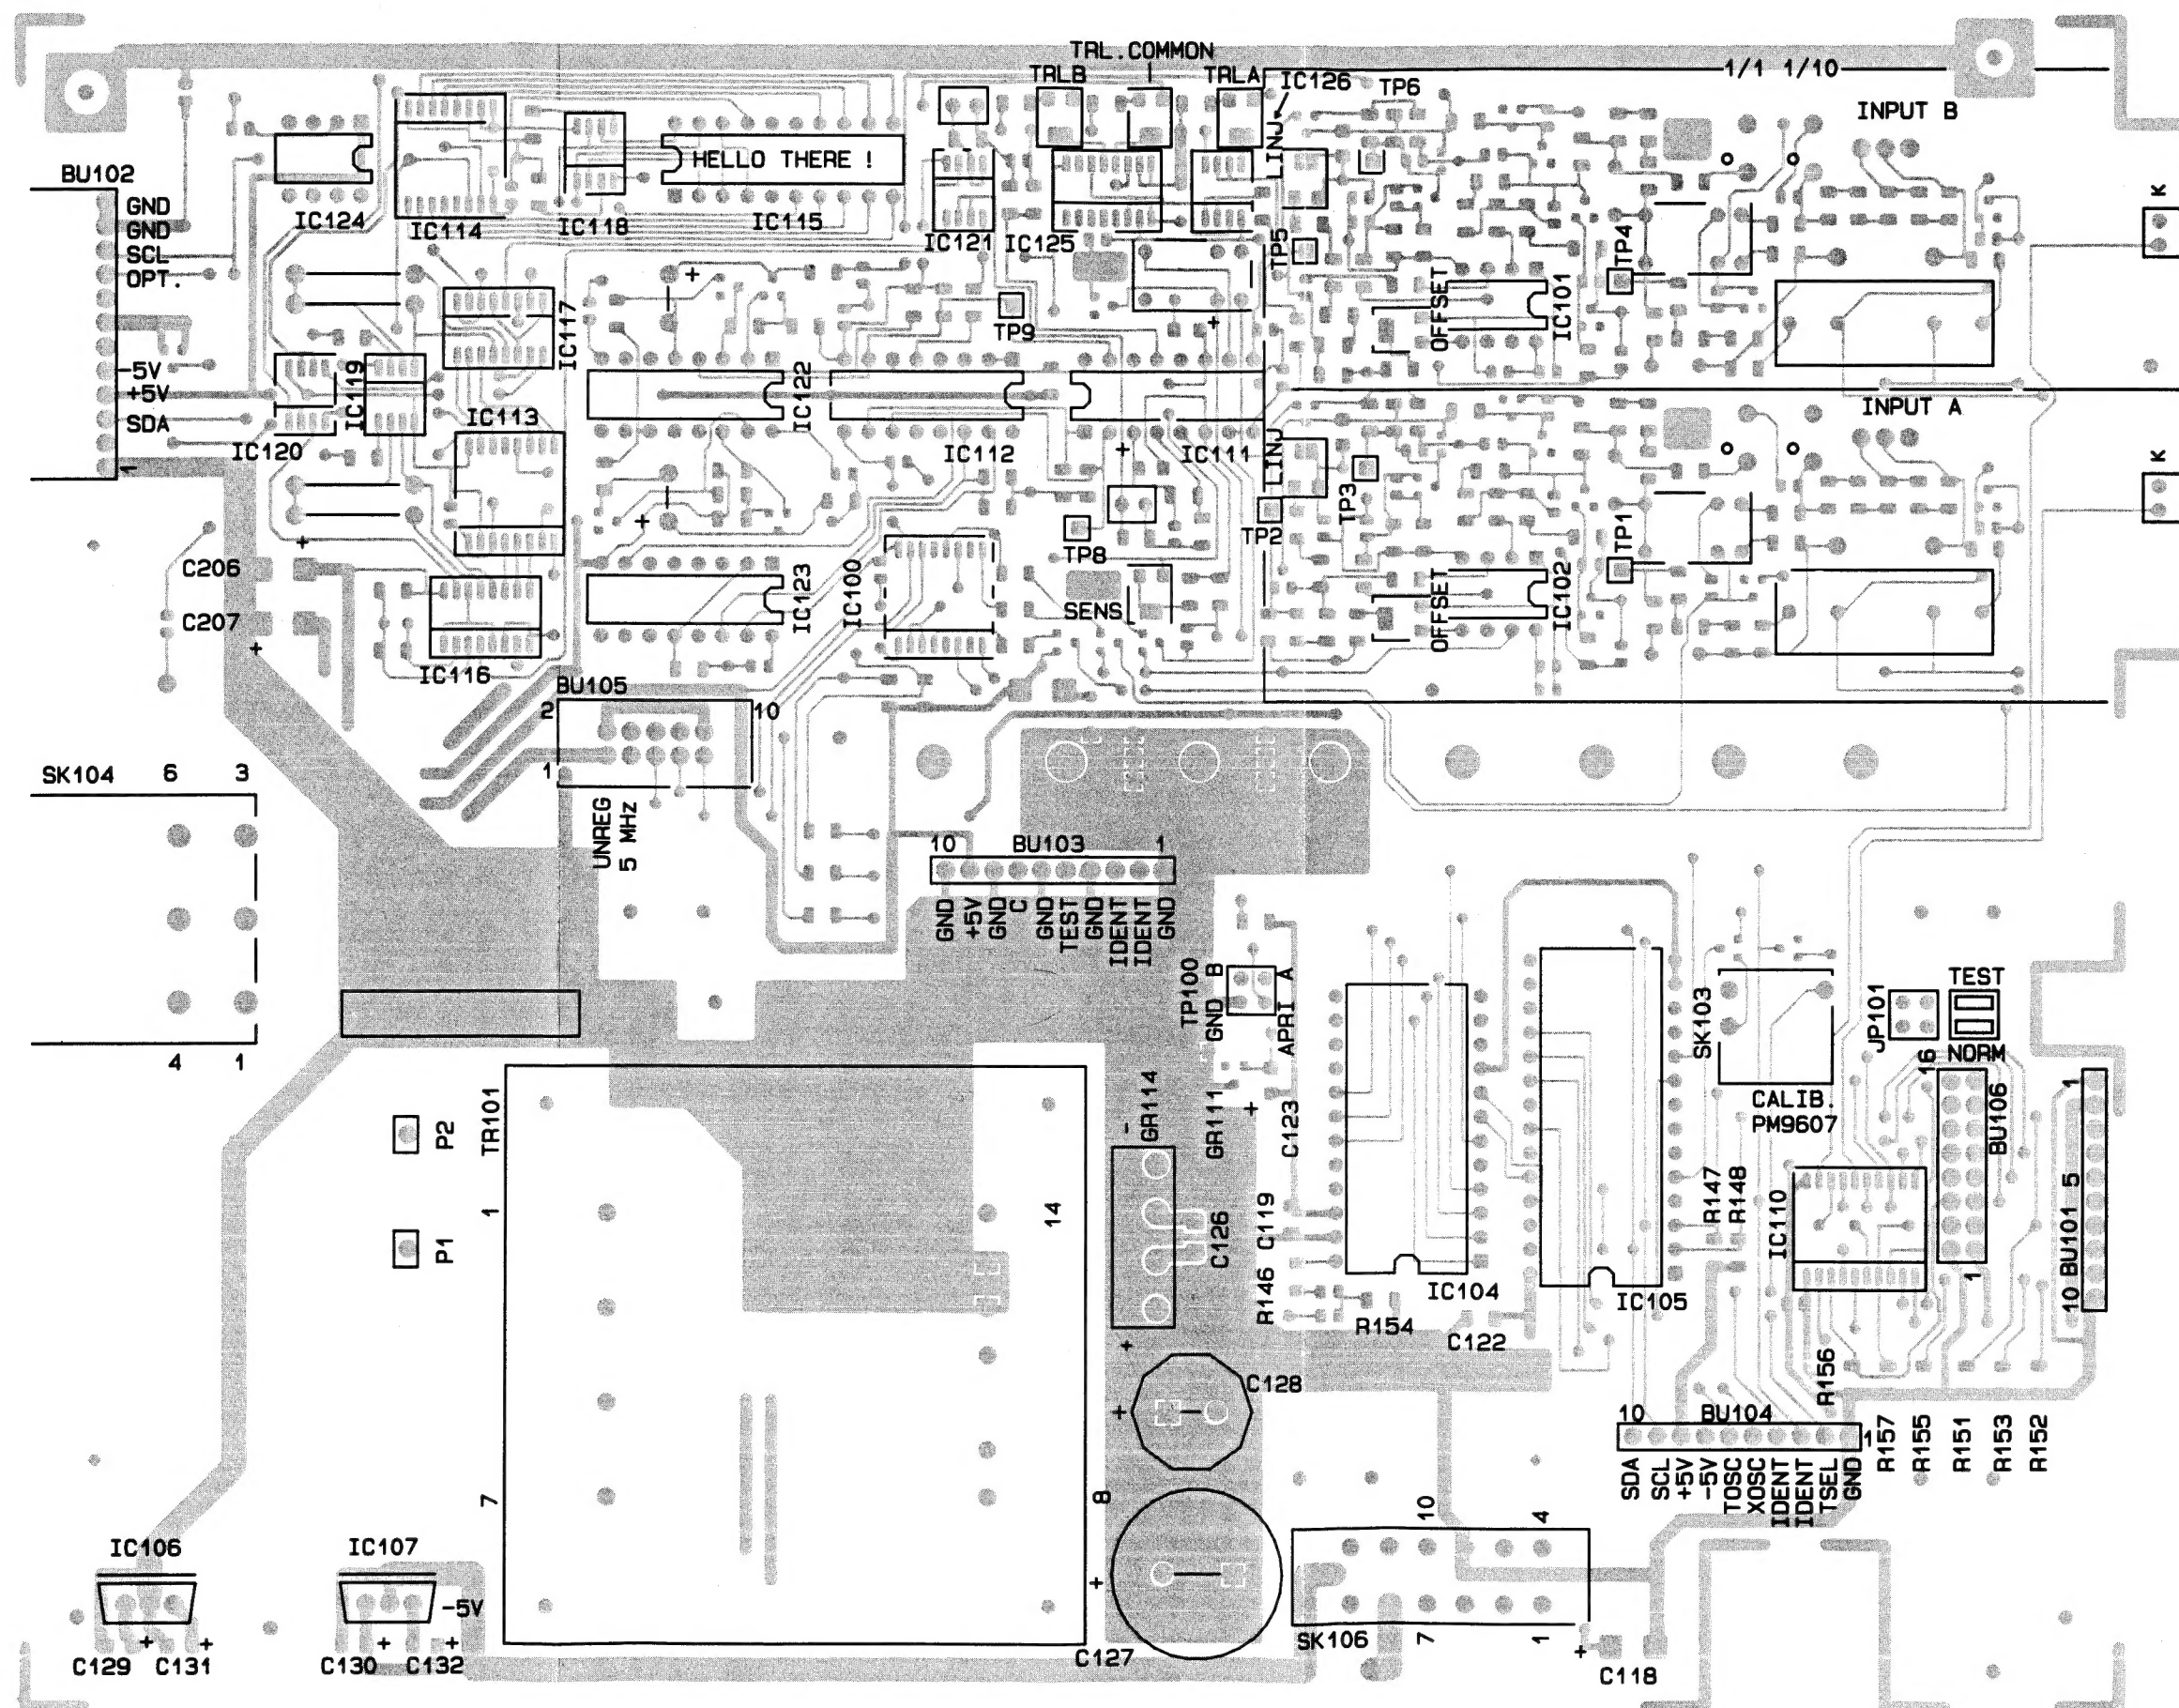 TRL.COMMON
TRLB
TRLA
IC126
TP6
1/1 1/10
INPUT B
LINJ
HELLO THERE !
BU102
GND
GND
SCL
OPT.
-5V
+5V
SDA
1
IC124
IC114
IC118
IC115
IC121
IC125
TP5
TP4
K
IC117
+
TP9
+
OFFSET
IC101
IC119
IC122
IC113
IC120
IC112
IC111
+
LINJ
INPUT A
K
TP3
TP2
TP1
+
+
TP8
C206
C207
+
IC123
IC100
SENS
OFFSET
IC102
IC116
BU105
2
10
1
UNREG
5 MHz
SK104
6
3
4
1
10
BU103
1
GND
+5V
GND
C
GND
TEST
GND
IDENT
IDENT
GND
TP100
GND B
APRI A
SK103
JP101
TEST
NORM
16
CALIB.
PM9607
BU106
1
1
BU101 5
10
P2
P1
TR101
1
14
7
8
-
GR114
GR111
+
C123
C126
C119
R146
+
IC104
IC105
R154
C122
R147
R148
IC110
C128
+
R156
10
BU104
1
SDA
SCL
+5V
-5V
TOSC
XOSC
IDENT
IDENT
TSEL
GND
R157
R155
R151
R153
R152
IC106
IC107
-5V
+
+
+
+
C129
C131
C130
C132
+
C127
10
4
SK106
7
1
+
C118